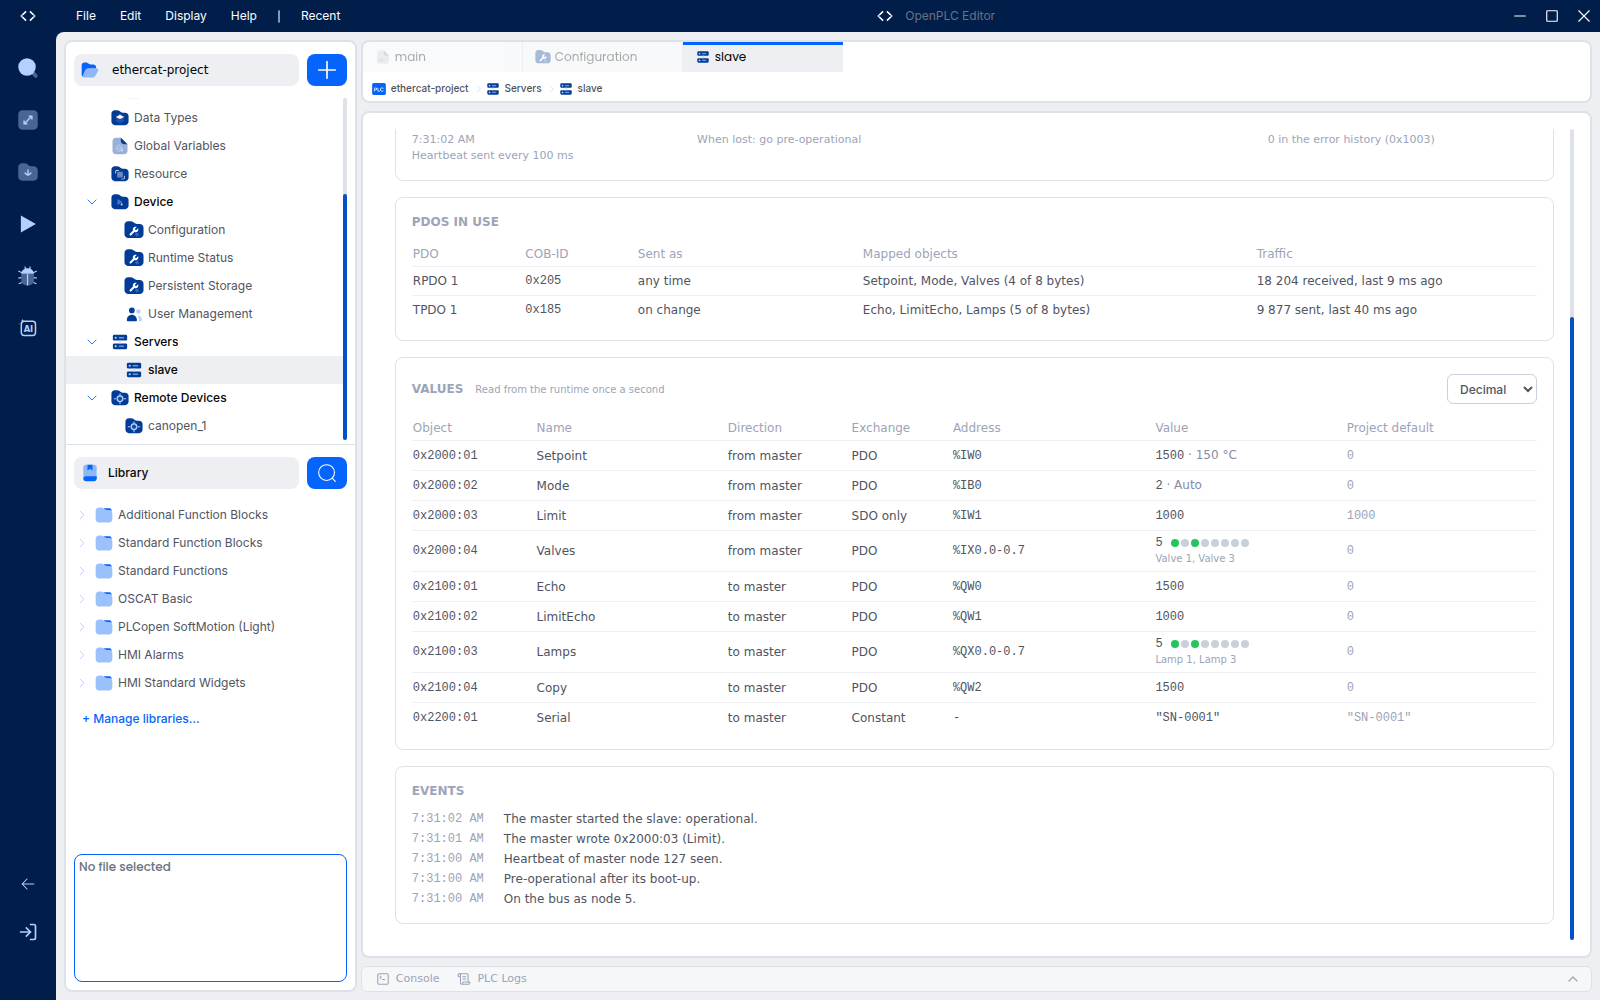 File Edit Display Help | Recent
OpenPLC Editor
ethercat-project
Data Types
Global Variables
Resource
Device
Configuration
Runtime Status
Persistent Storage
User Management
Servers
slave
Remote Devices
canopen_1
Library
Additional Function Blocks
Standard Function Blocks
Standard Functions
OSCAT Basic
PLCopen SoftMotion (Light)
HMI Alarms
HMI Standard Widgets
+ Manage libraries...
No file selected
AI
main Configuration slave
PLC ethercat-project Servers slave
7:31:02 AM When lost: go pre-operational 0 in the error history (0x1003)
Heartbeat sent every 100 ms
PDOS IN USE
PDO COB-ID Sent as Mapped objects Traffic
RPDO 1 0x205 any time Setpoint, Mode, Valves (4 of 8 bytes) 18 204 received, last 9 ms ago
TPDO 1 0x185 on change Echo, LimitEcho, Lamps (5 of 8 bytes) 9 877 sent, last 40 ms ago
VALUES Read from the runtime once a second Decimal
Object Name Direction Exchange Address Value Project default
0x2000:01 Setpoint from master PDO %IW0 1500 · 150 °C 0
0x2000:02 Mode from master PDO %IB0 2 · Auto 0
0x2000:03 Limit from master SDO only %IW1 1000 1000
0x2000:04 Valves from master PDO %IX0.0-0.7 5 0
Valve 1, Valve 3
0x2100:01 Echo to master PDO %QW0 1500 0
0x2100:02 LimitEcho to master PDO %QW1 1000 0
0x2100:03 Lamps to master PDO %QX0.0-0.7 5 0
Lamp 1, Lamp 3
0x2100:04 Copy to master PDO %QW2 1500 0
0x2200:01 Serial to master Constant - "SN-0001" "SN-0001"
EVENTS
7:31:02 AM The master started the slave: operational.
7:31:01 AM The master wrote 0x2000:03 (Limit).
7:31:00 AM Heartbeat of master node 127 seen.
7:31:00 AM Pre-operational after its boot-up.
7:31:00 AM On the bus as node 5.
Console PLC Logs